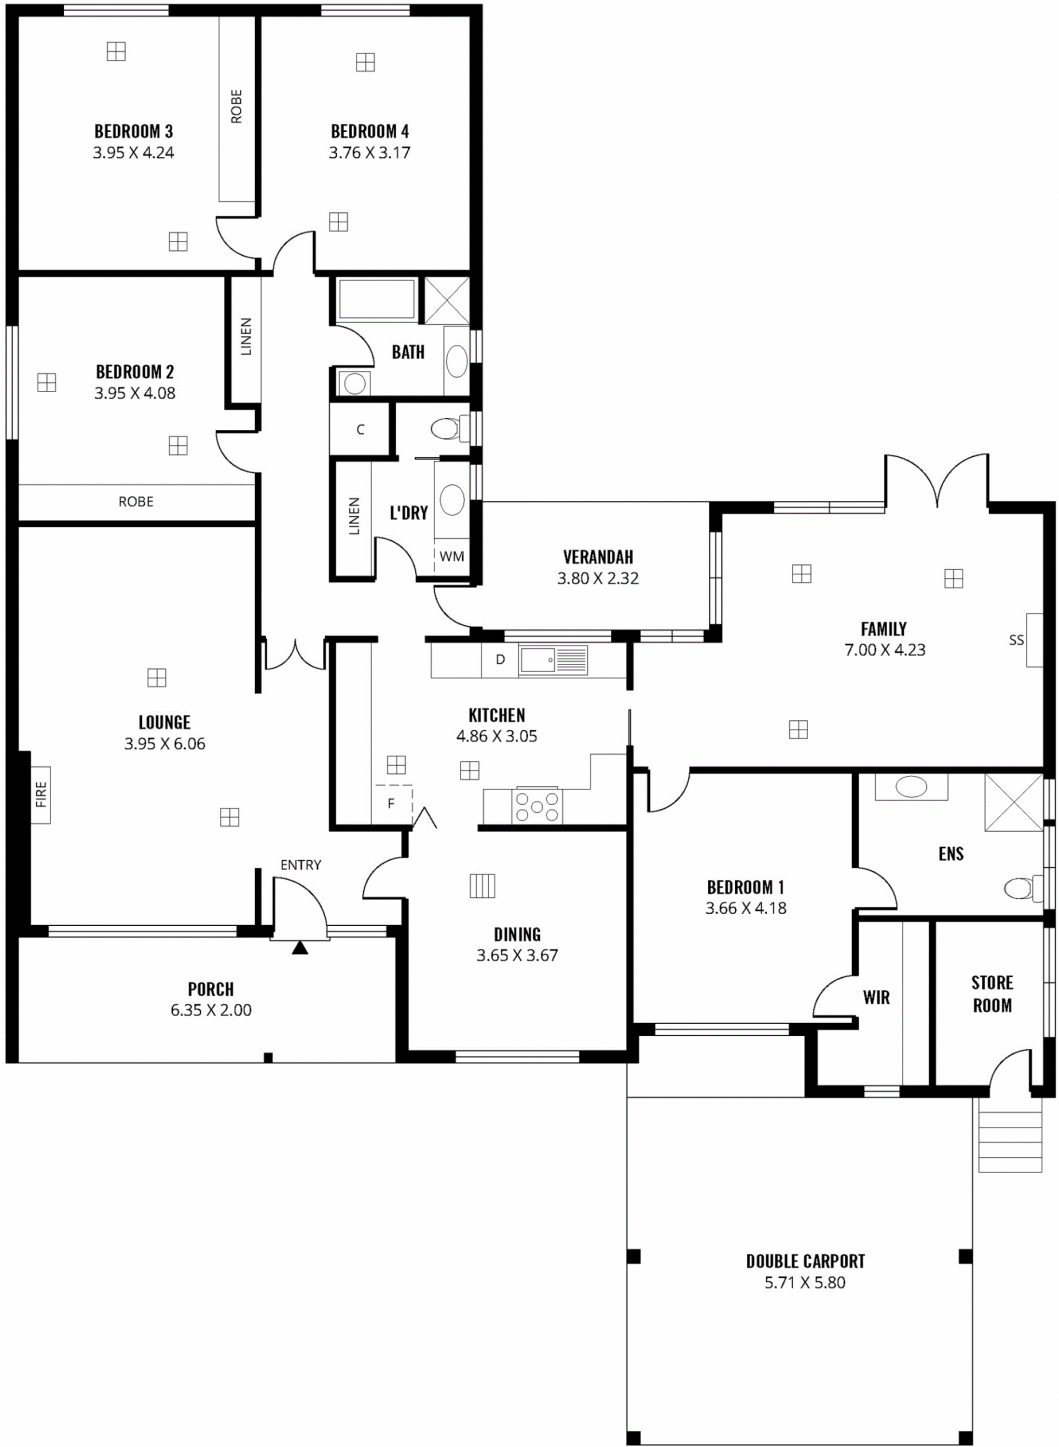 BEDROOM 3
3.95 X 4.24
ROBE
BEDROOM 4
3.76 X 3.17
BEDROOM 2
3.95 X 4.08
LINEN
BATH
ROBE
C
LINEN
L'DRY
WM
VERANDAH
3.80 X 2.32
FAMILY
7.00 X 4.23
SS
LOUNGE
3.95 X 6.06
FIRE
D
KITCHEN
4.86 X 3.05
F
ENTRY
DINING
3.65 X 3.67
BEDROOM 1
3.66 X 4.18
ENS
WIR
STORE
ROOM
PORCH
6.35 X 2.00
DOUBLE CARPORT
5.71 X 5.80